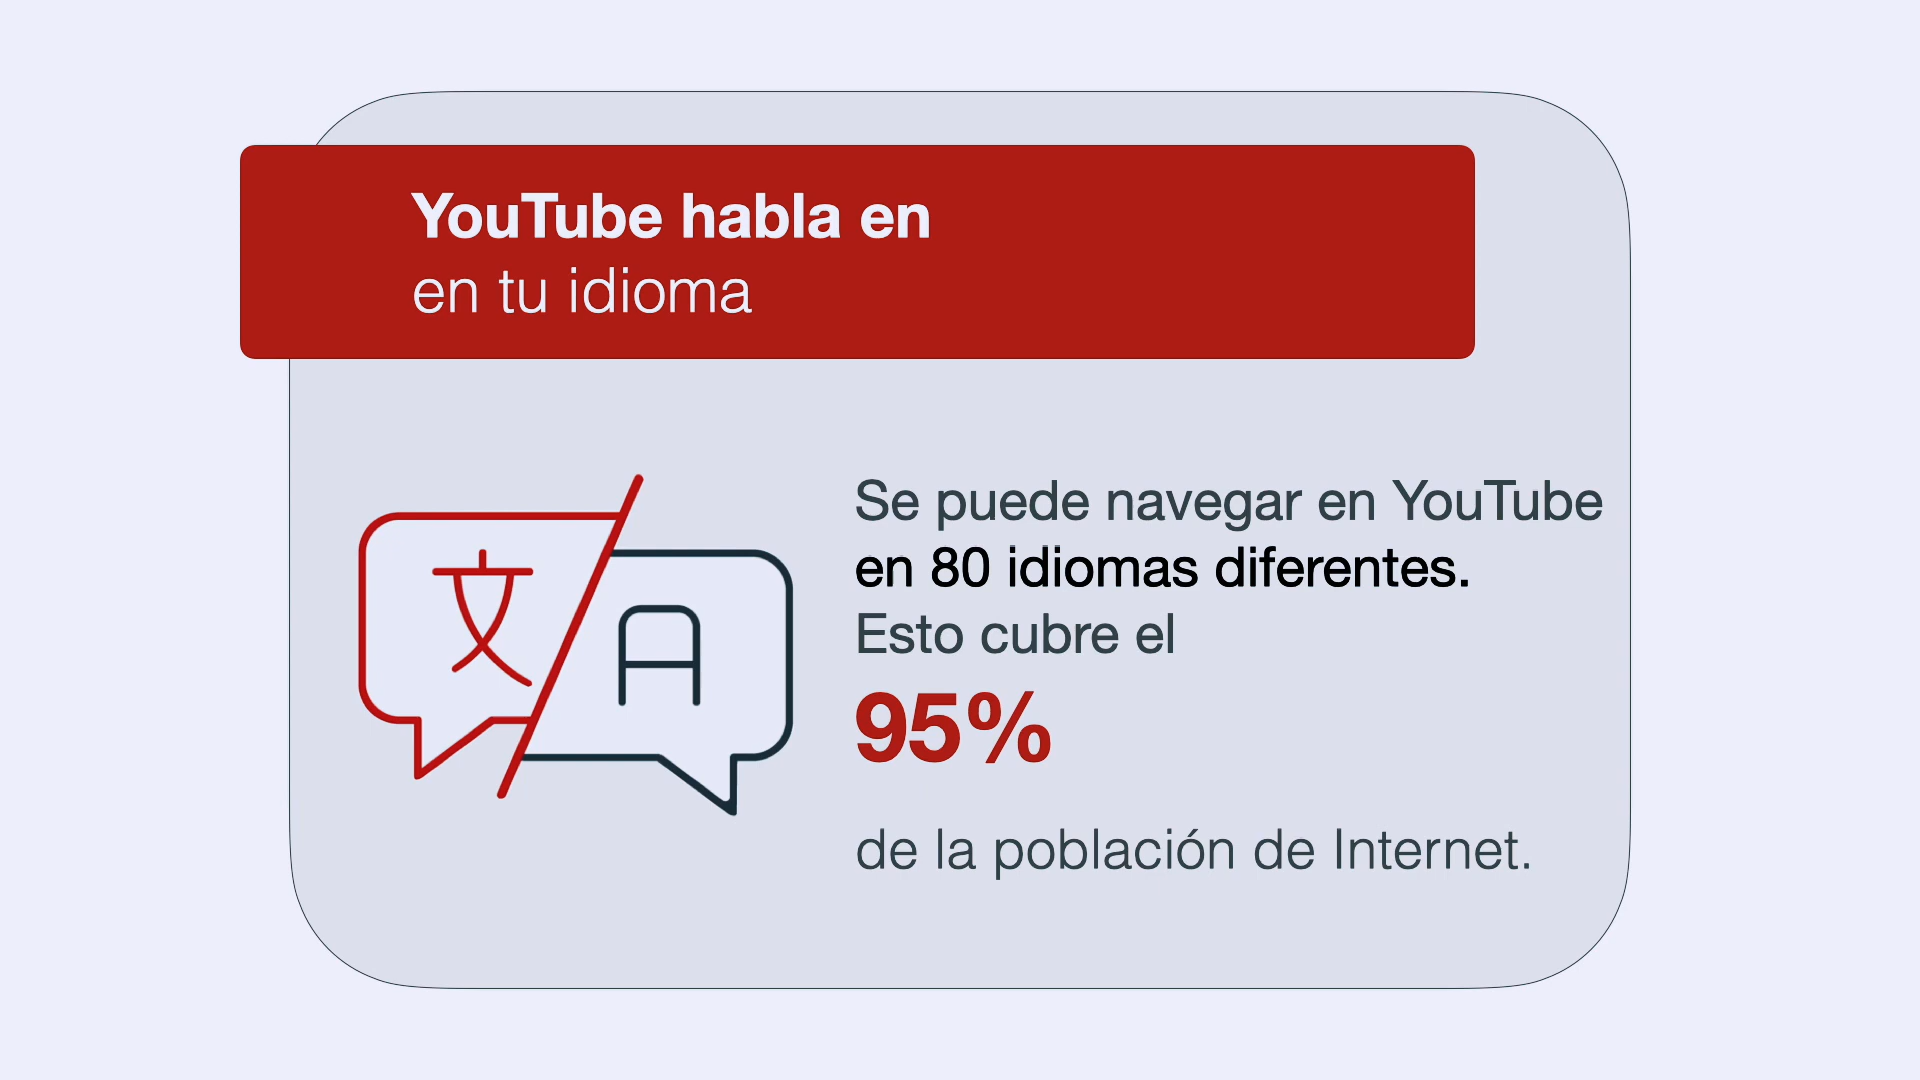 YouTube habla en
en tu idioma
文
A
Se puede navegar en YouTube
en 80 idiomas diferentes.
Esto cubre el
95%
de la población de Internet.